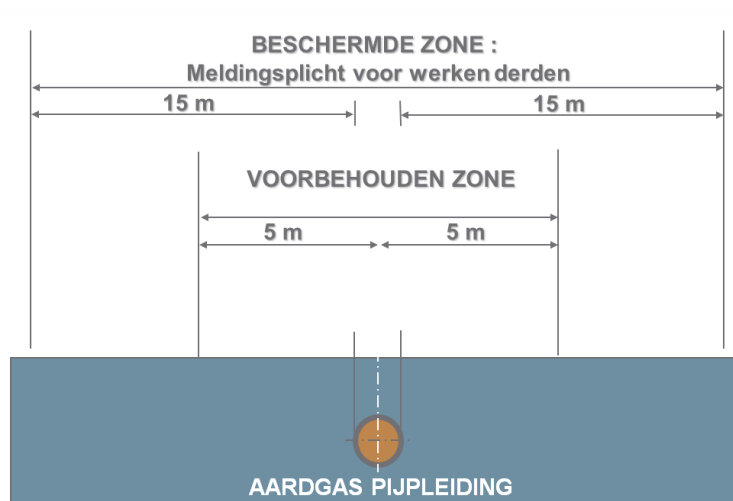 BESCHERMDE ZONE :
Meldingsplicht voor werken derden
15 m
15 m
VOORBEHOUDEN ZONE
5 m
5 m
AARDGAS PIJPLEIDING